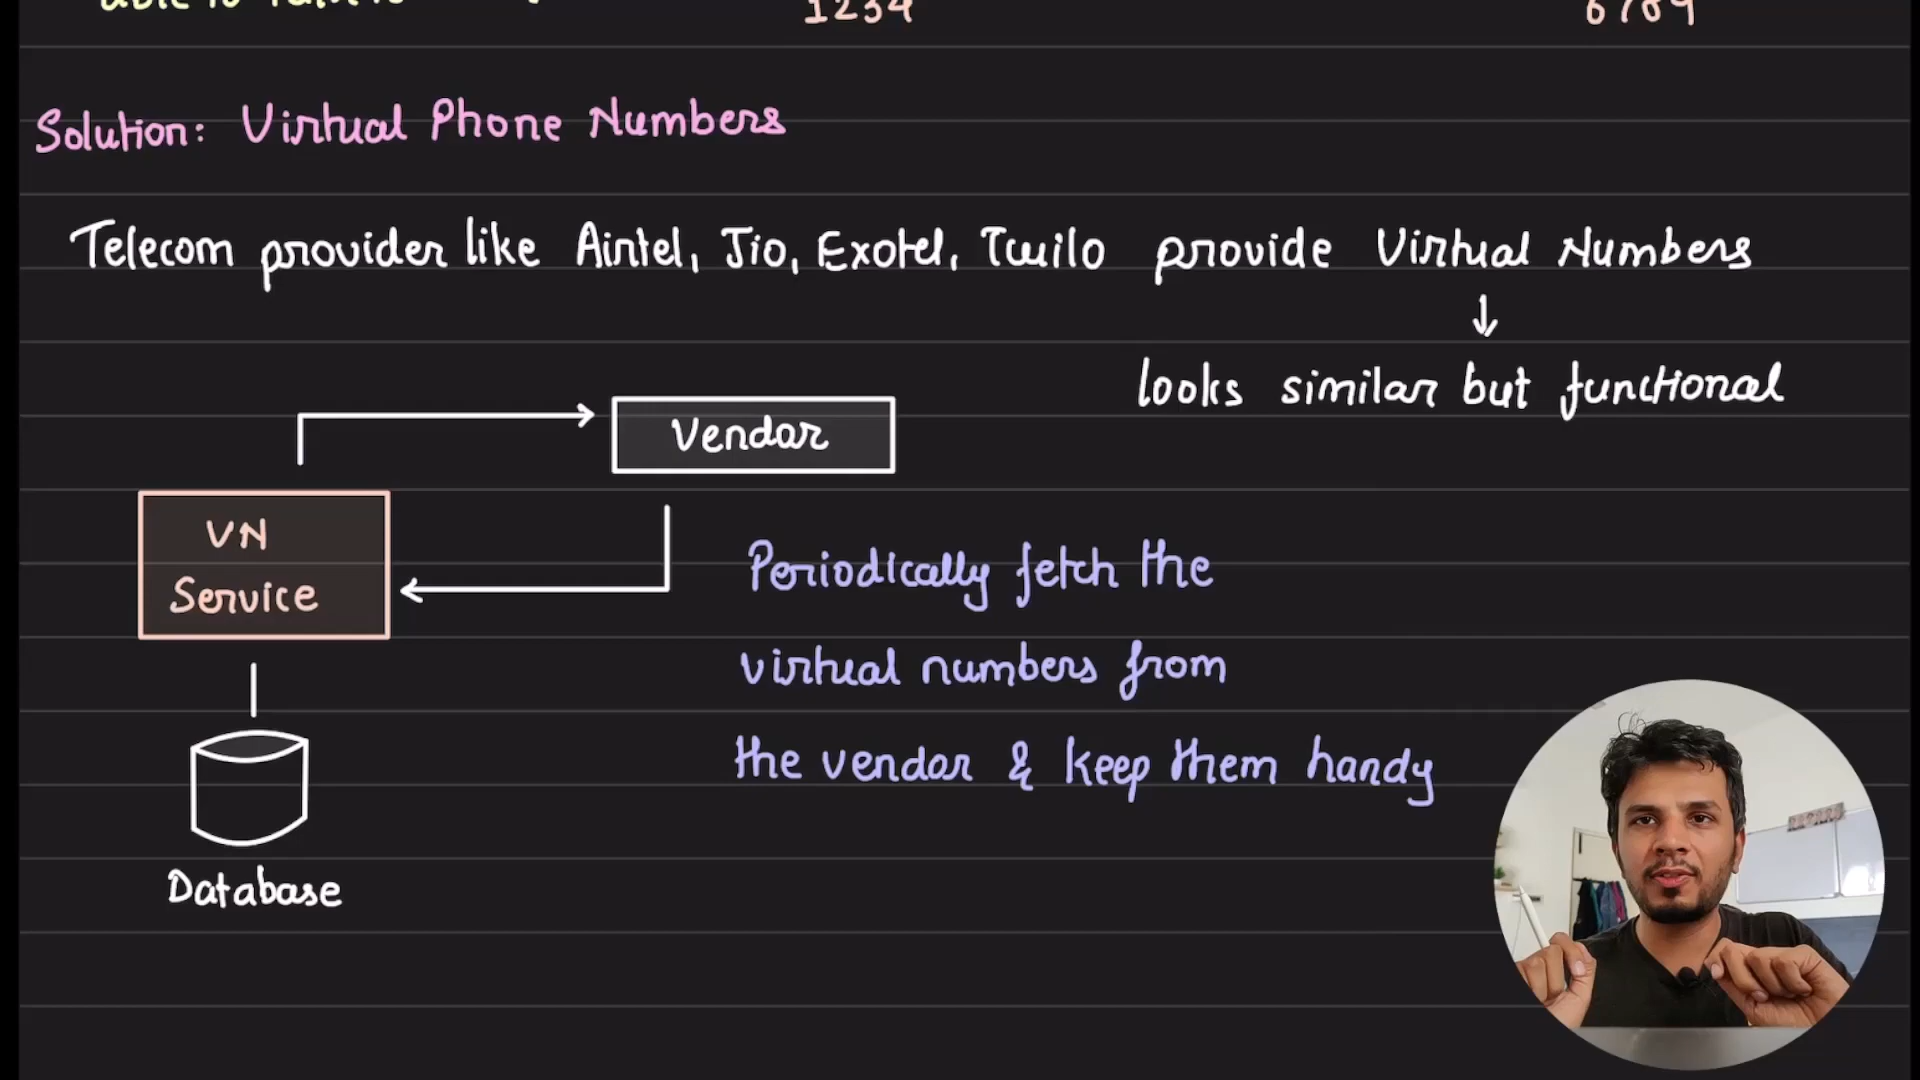 1234
Solution: Virtual Phone Numbers
Telecom provider like Airtel, Jio, Exotel, Twilo provide Virtual Numbers
looks similar but functional
Vendor
VN
Service
Periodically fetch the
virtual numbers from
the vendor & keep them handy
Database